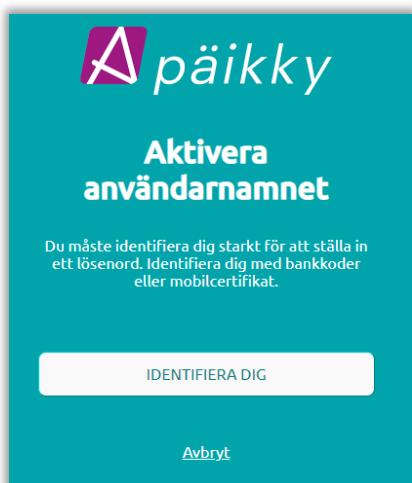 päikky
Aktivera
användarnamnet
Du måste identifiera dig starkt för att ställa in
ett lösenord. Identifiera dig med bankkoder
eller mobilcertifikat.
IDENTIFIERA DIG
Avbryt